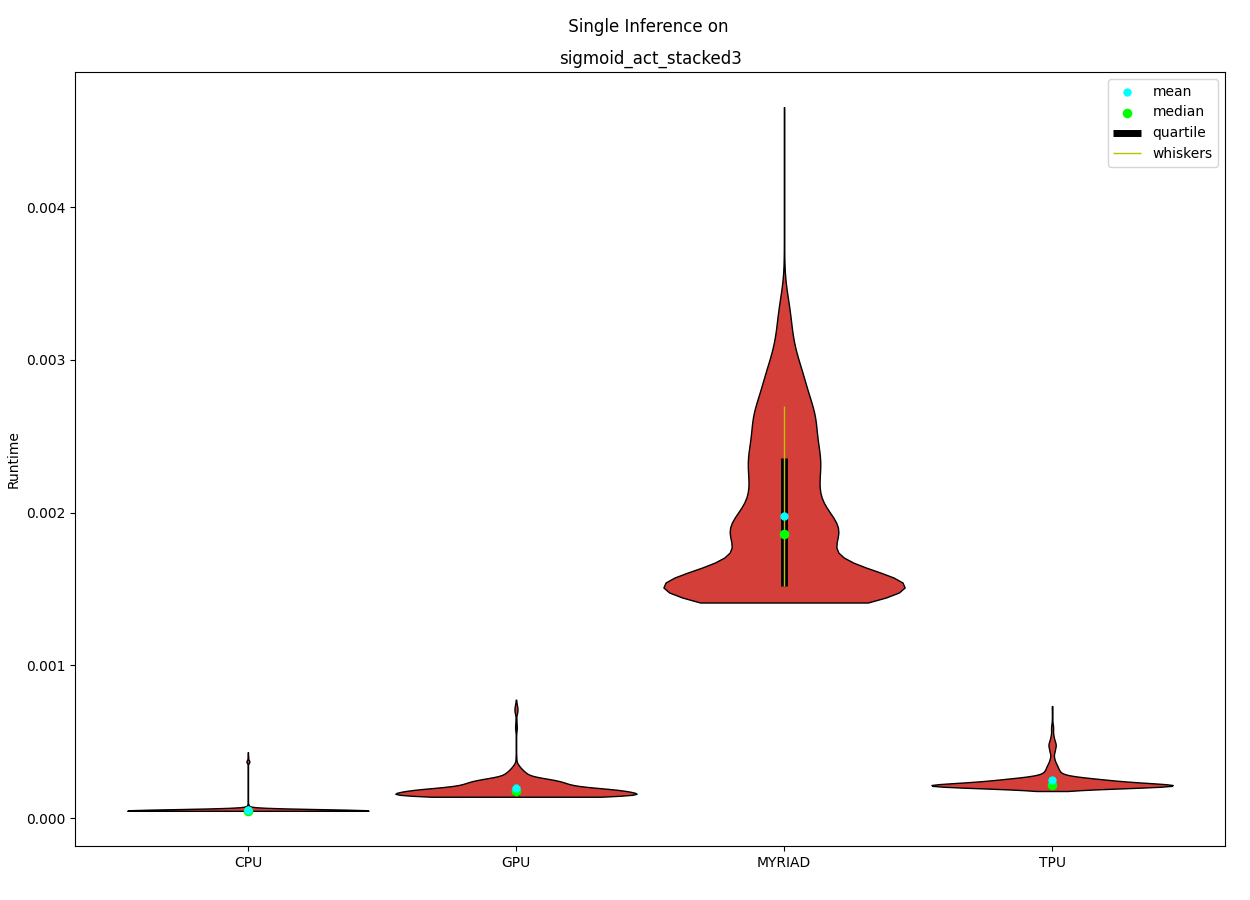 Single Inference on
sigmoid_act_stacked3
mean
median
quartile
whiskers
Runtime
0.004
0.003
0.002
0.001
0.000
CPU
GPU
MYRIAD
TPU